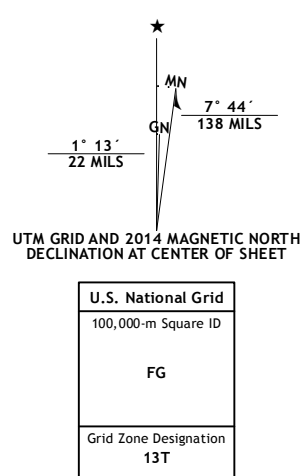 ★
MN
7° 44´
138 MILS
GN
1° 13´
22 MILS
UTM GRID AND 2014 MAGNETIC NORTH
DECLINATION AT CENTER OF SHEET
U.S. National Grid
100,000-m Square ID
FG
Grid Zone Designation
13T